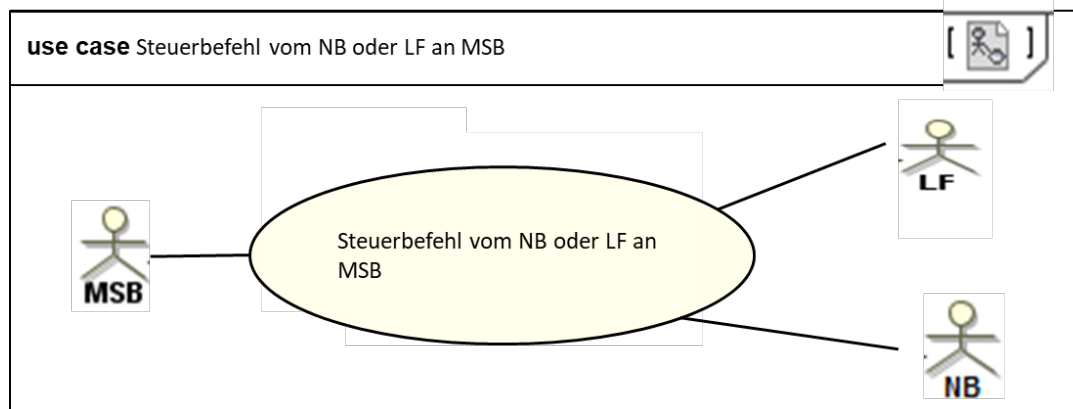 use case Steuerbefehl vom NB oder LF an MSB
[ ]
LF
Steuerbefehl vom NB oder LF an
MSB
MSB
NB